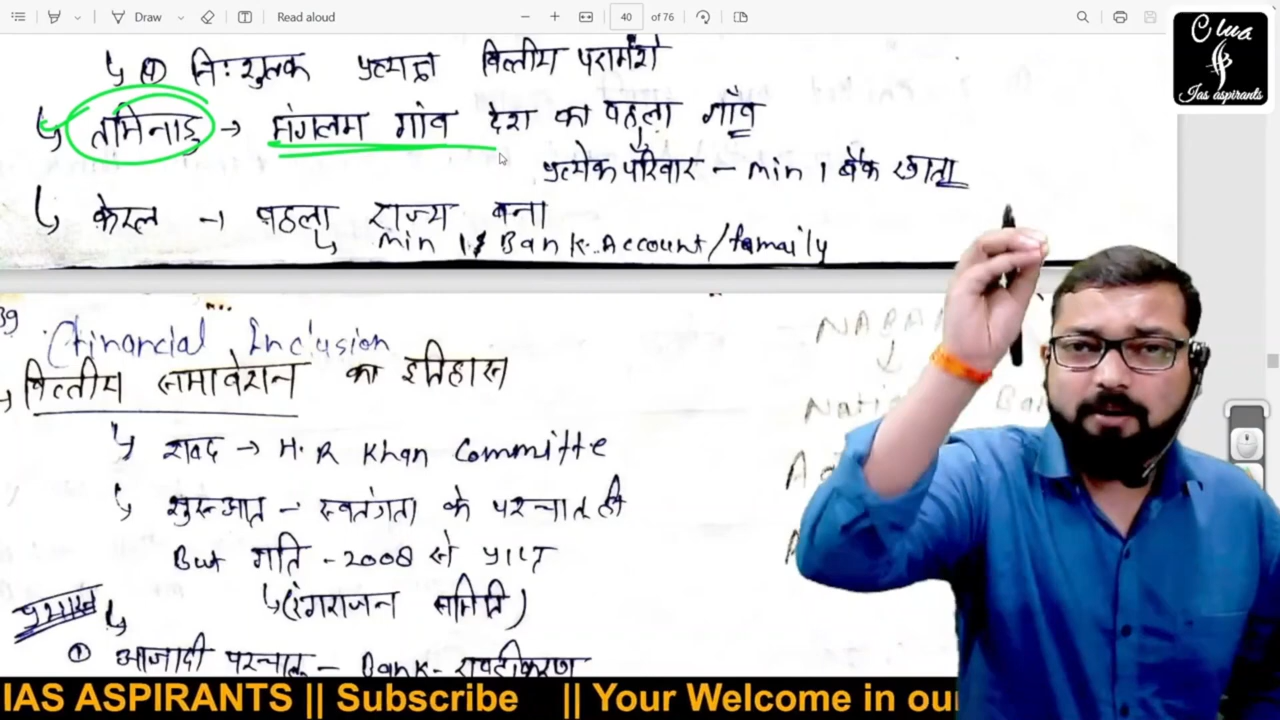 Draw
Read aloud
40 of 76
Clua
Ias aspirants
↳ ④ निःशुल्क प्रत्यक्ष वित्तीय परामर्श
↳ तमिनाडु → मंगलम गांव देश का पहला गाँव
प्रत्येक परिवार - min 1 बैंक खाता
↳ केरल → पहला राज्य बना
min 1 Bank Account/famaily
39
Financial Inclusion
वित्तीय समावेशन का इतिहास
↳ शब्द → H. R Khan Committe
↳ शुरूआत - स्वतंत्रता के पश्चात ही
But गति - 2008 से प्राप्त
↳ (रंगराजन समिति)
प्रयास ↳
① आजादी पश्चात - Bank-राष्ट्रीकरण
IAS ASPIRANTS || Subscribe || Your Welcome in our